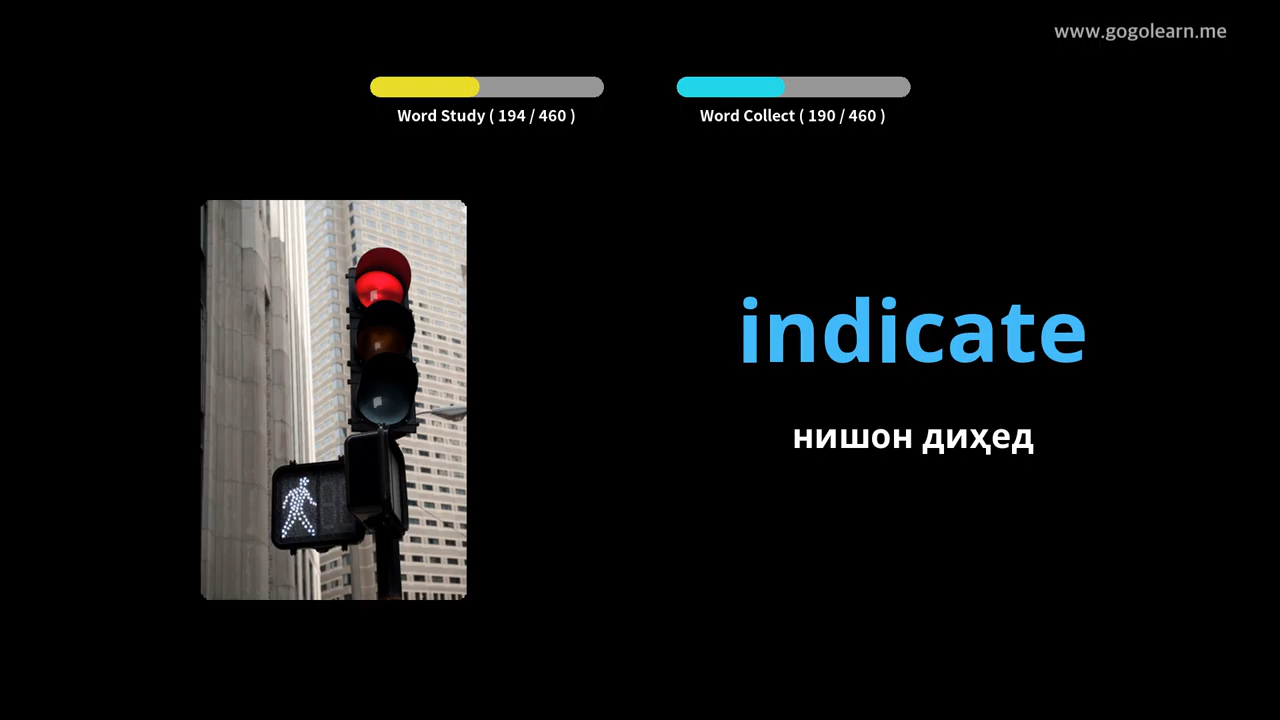 www.gogolearn.me
Word Study ( 194 / 460 )
Word Collect ( 190 / 460 )
indicate
нишон диҳед